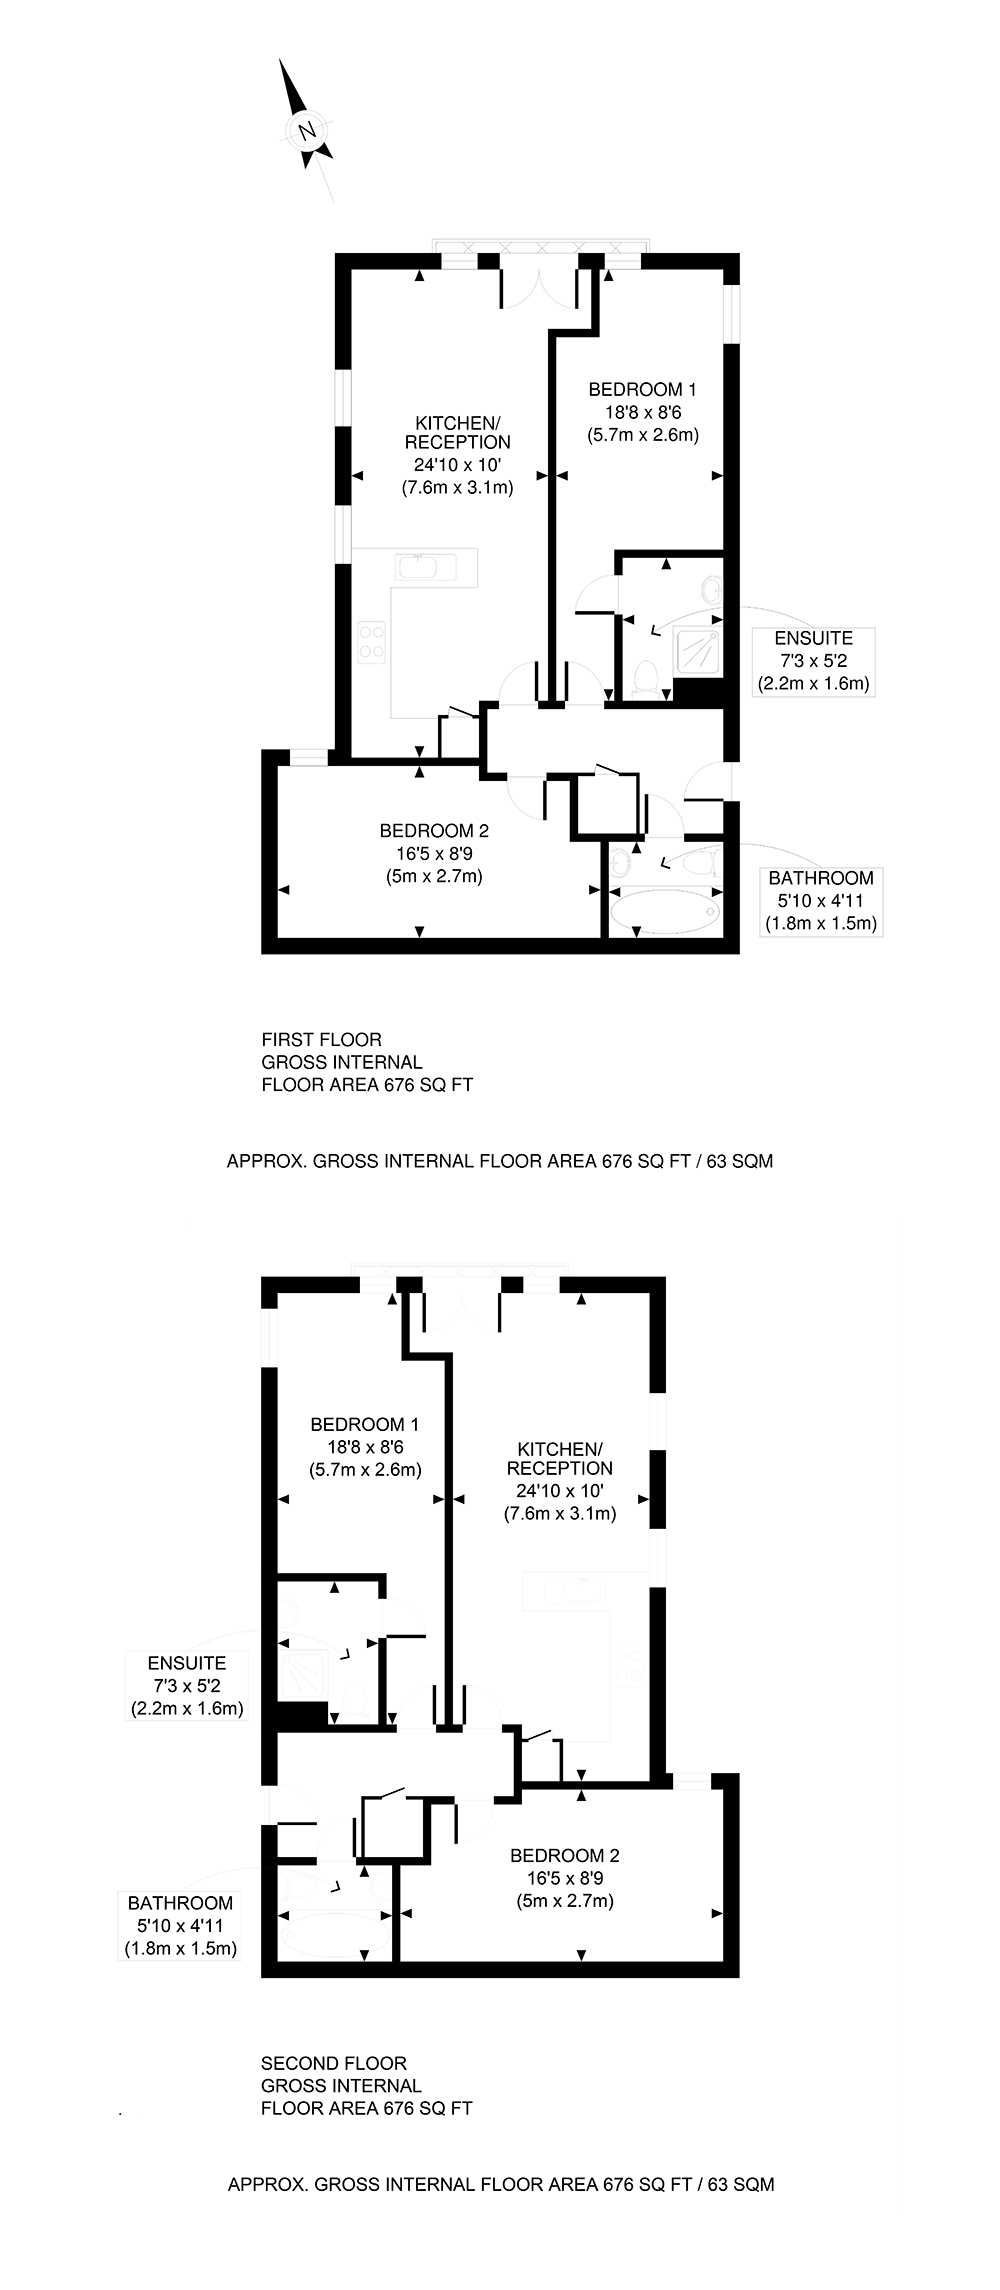 N
KITCHEN/
RECEPTION
24'10 x 10'
(7.6m x 3.1m)
BEDROOM 1
18'8 x 8'6
(5.7m x 2.6m)
ENSUITE
7'3 x 5'2
(2.2m x 1.6m)
BEDROOM 2
16'5 x 8'9
(5m x 2.7m)
BATHROOM
5'10 x 4'11
(1.8m x 1.5m)
FIRST FLOOR
GROSS INTERNAL
FLOOR AREA 676 SQ FT
APPROX. GROSS INTERNAL FLOOR AREA 676 SQ FT / 63 SQM
BEDROOM 1
18'8 x 8'6
(5.7m x 2.6m)
KITCHEN/
RECEPTION
24'10 x 10'
(7.6m x 3.1m)
ENSUITE
7'3 x 5'2
(2.2m x 1.6m)
BEDROOM 2
16'5 x 8'9
(5m x 2.7m)
BATHROOM
5'10 x 4'11
(1.8m x 1.5m)
SECOND FLOOR
GROSS INTERNAL
FLOOR AREA 676 SQ FT
APPROX. GROSS INTERNAL FLOOR AREA 676 SQ FT / 63 SQM